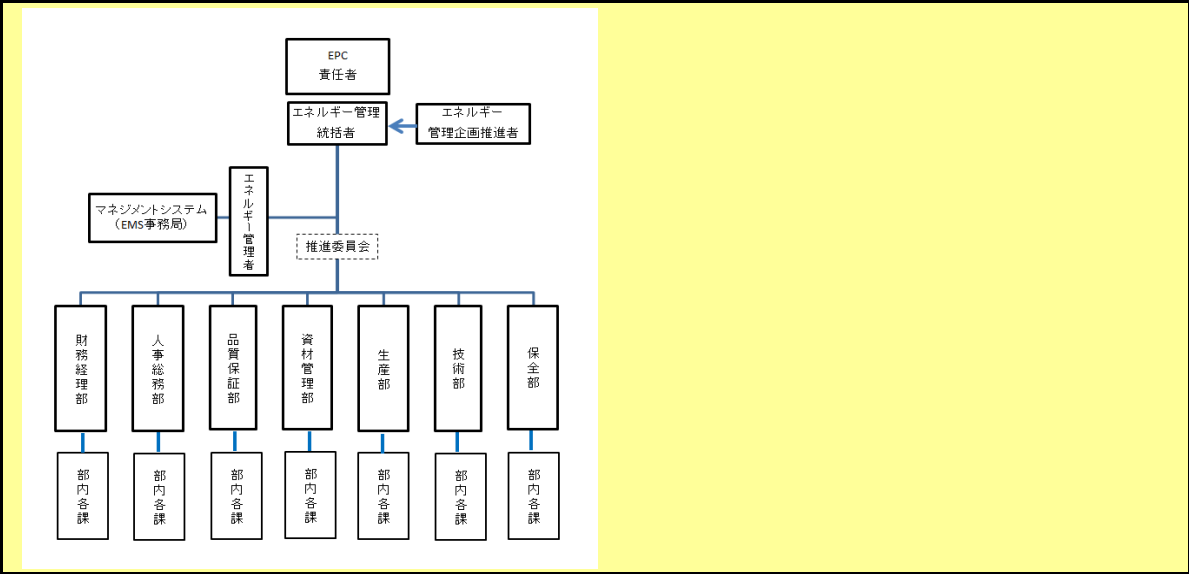 EPC
責任者
エネルギー管理
統括者
エネルギー
管理企画推進者
エネルギー管理者
マネジメントシステム
（EMS事務局）
推進委員会
財務経理部
人事総務部
品質保証部
資材管理部
生産部
技術部
保全部
部内各課
部内各課
部内各課
部内各課
部内各課
部内各課
部内各課